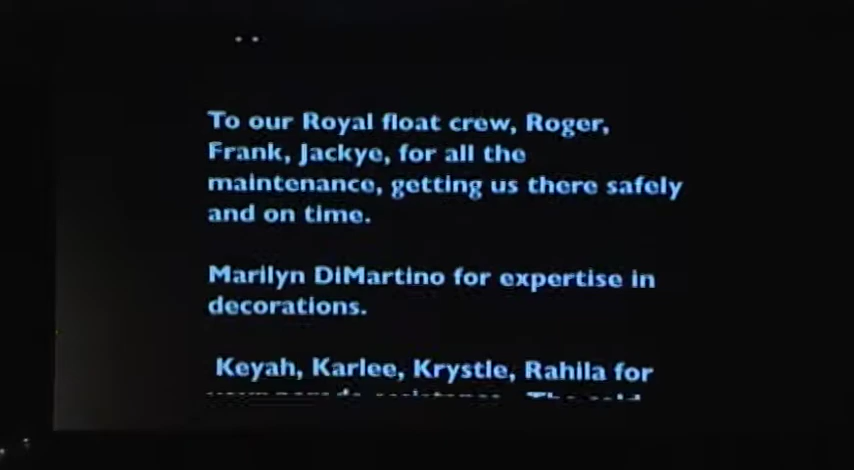 To our Royal float crew, Roger,
Frank, Jackye, for all the
maintenance, getting us there safely
and on time.
Marilyn DiMartino for expertise in
decorations.
Keyah, Karlee, Krystle, Rahila for